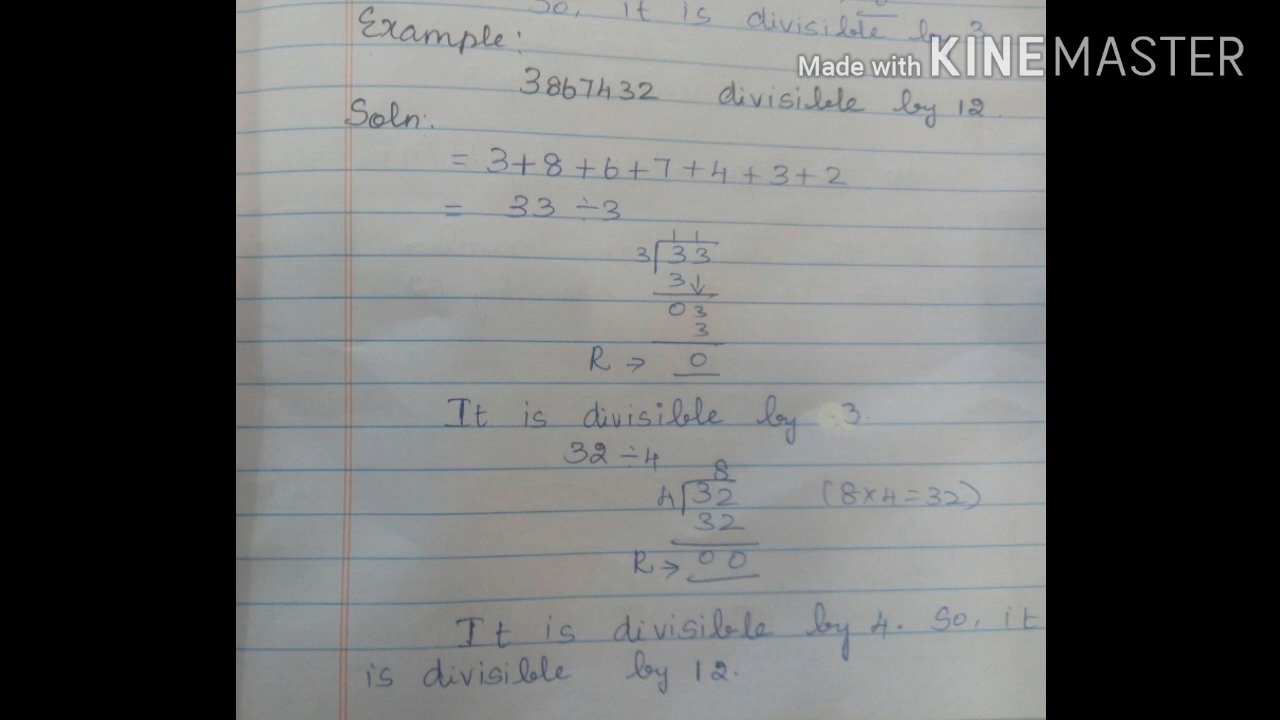 So, it is divisible by 3
Made with KINEMASTER
Example:
3867432 divisible by 12.
Soln:
= 3+8+6+7+4+3+2
= 33 ÷3
11
3 33
3↓
03
3
R → 0
It is divisible by 3
32 ÷4
8
4 32 (8×4=32)
32
R→ 00
It is divisible by 4. So, it
is divisible by 12.